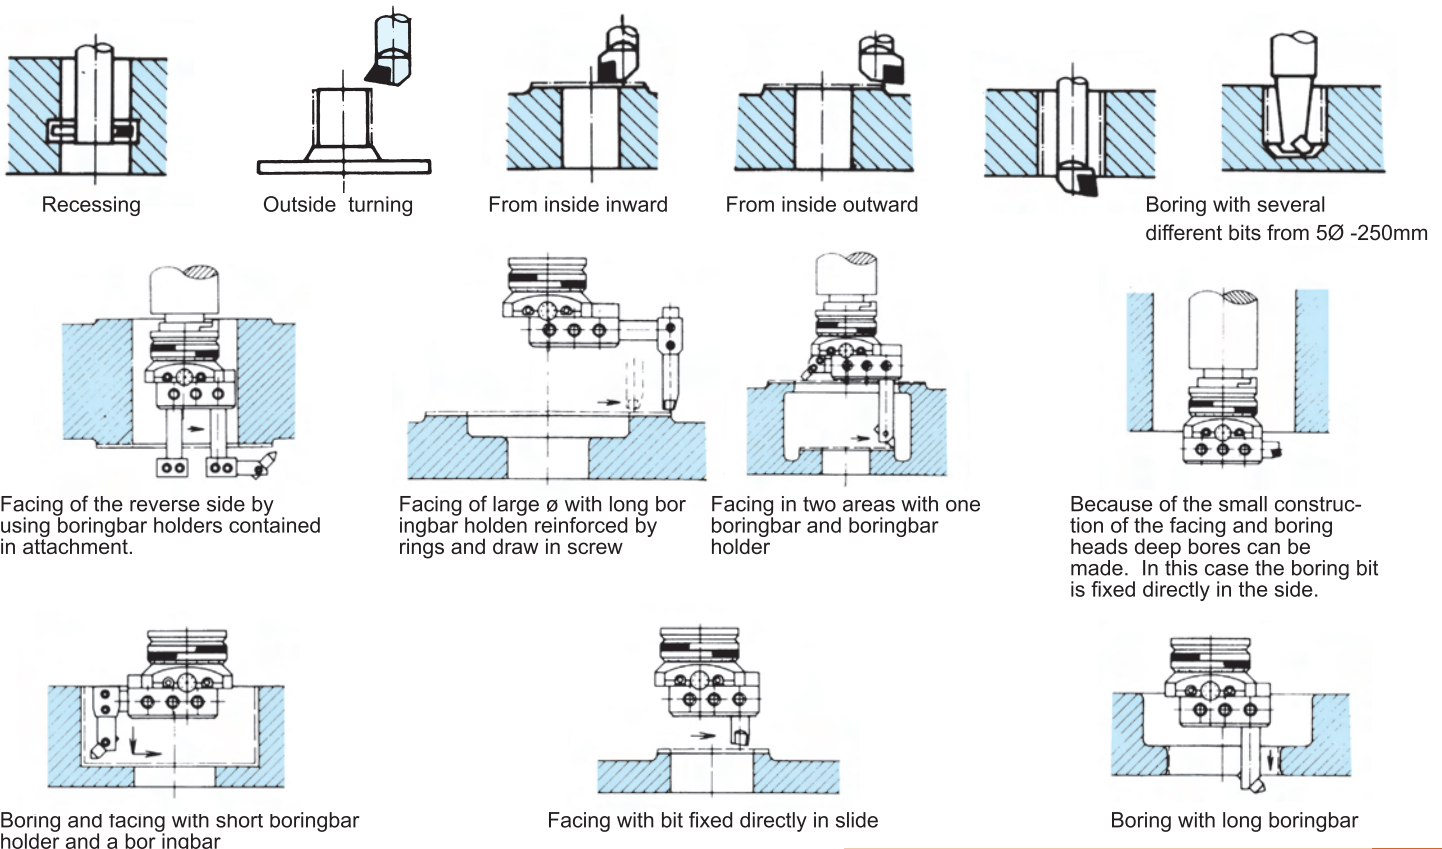 Recessing
Outside turning
From inside inward
From inside outward
Boring with several
different bits from 5Ø -250mm
Facing of the reverse side by
using boringbar holders contained
in attachment.
Facing of large ø with long bor
ingbar holden reinforced by
rings and draw in screw
Facing in two areas with one
boringbar and boringbar
holder
Because of the small construc-
tion of the facing and boring
heads deep bores can be
made. In this case the boring bit
is fixed directly in the side.
Boring and facing with short boringbar
holder and a bor ingbar
Facing with bit fixed directly in slide
Boring with long boringbar